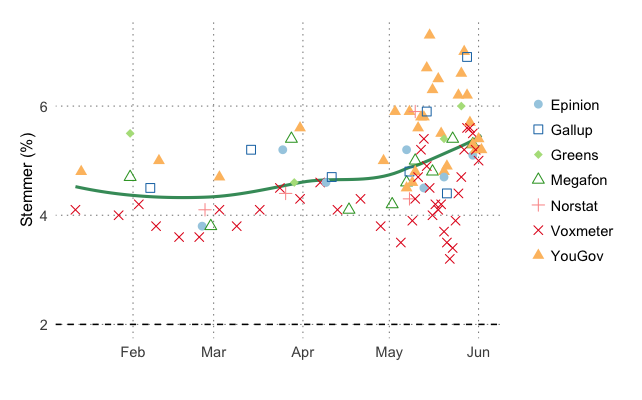 Stemmer (%)
6
4
2
Feb
Mar
Apr
May
Jun
Epinion
Gallup
Greens
Megafon
Norstat
Voxmeter
YouGov